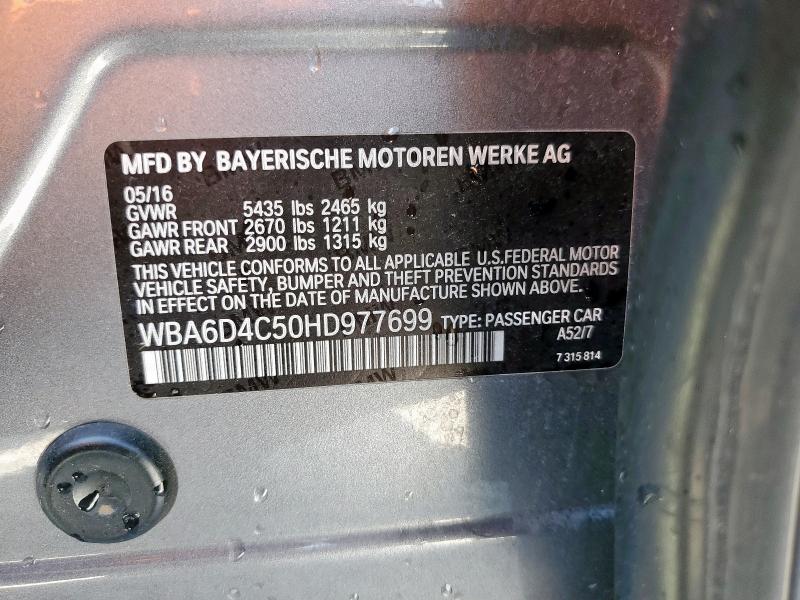 MFD BY BAYERISCHE MOTOREN WERKE AG
05/16
GVWR 5435 lbs 2465 kg
GAWR FRONT 2670 lbs 1211 kg
GAWR REAR 2900 lbs 1315 kg
THIS VEHICLE CONFORMS TO ALL APPLICABLE U.S.FEDERAL MOTOR
VEHICLE SAFETY, BUMPER AND THEFT PREVENTION STANDARDS
IN EFFECT ON THE DATE OF MANUFACTURE SHOWN ABOVE.
WBA6D4C50HD977699 TYPE: PASSENGER CAR
A52/7
7 315 814